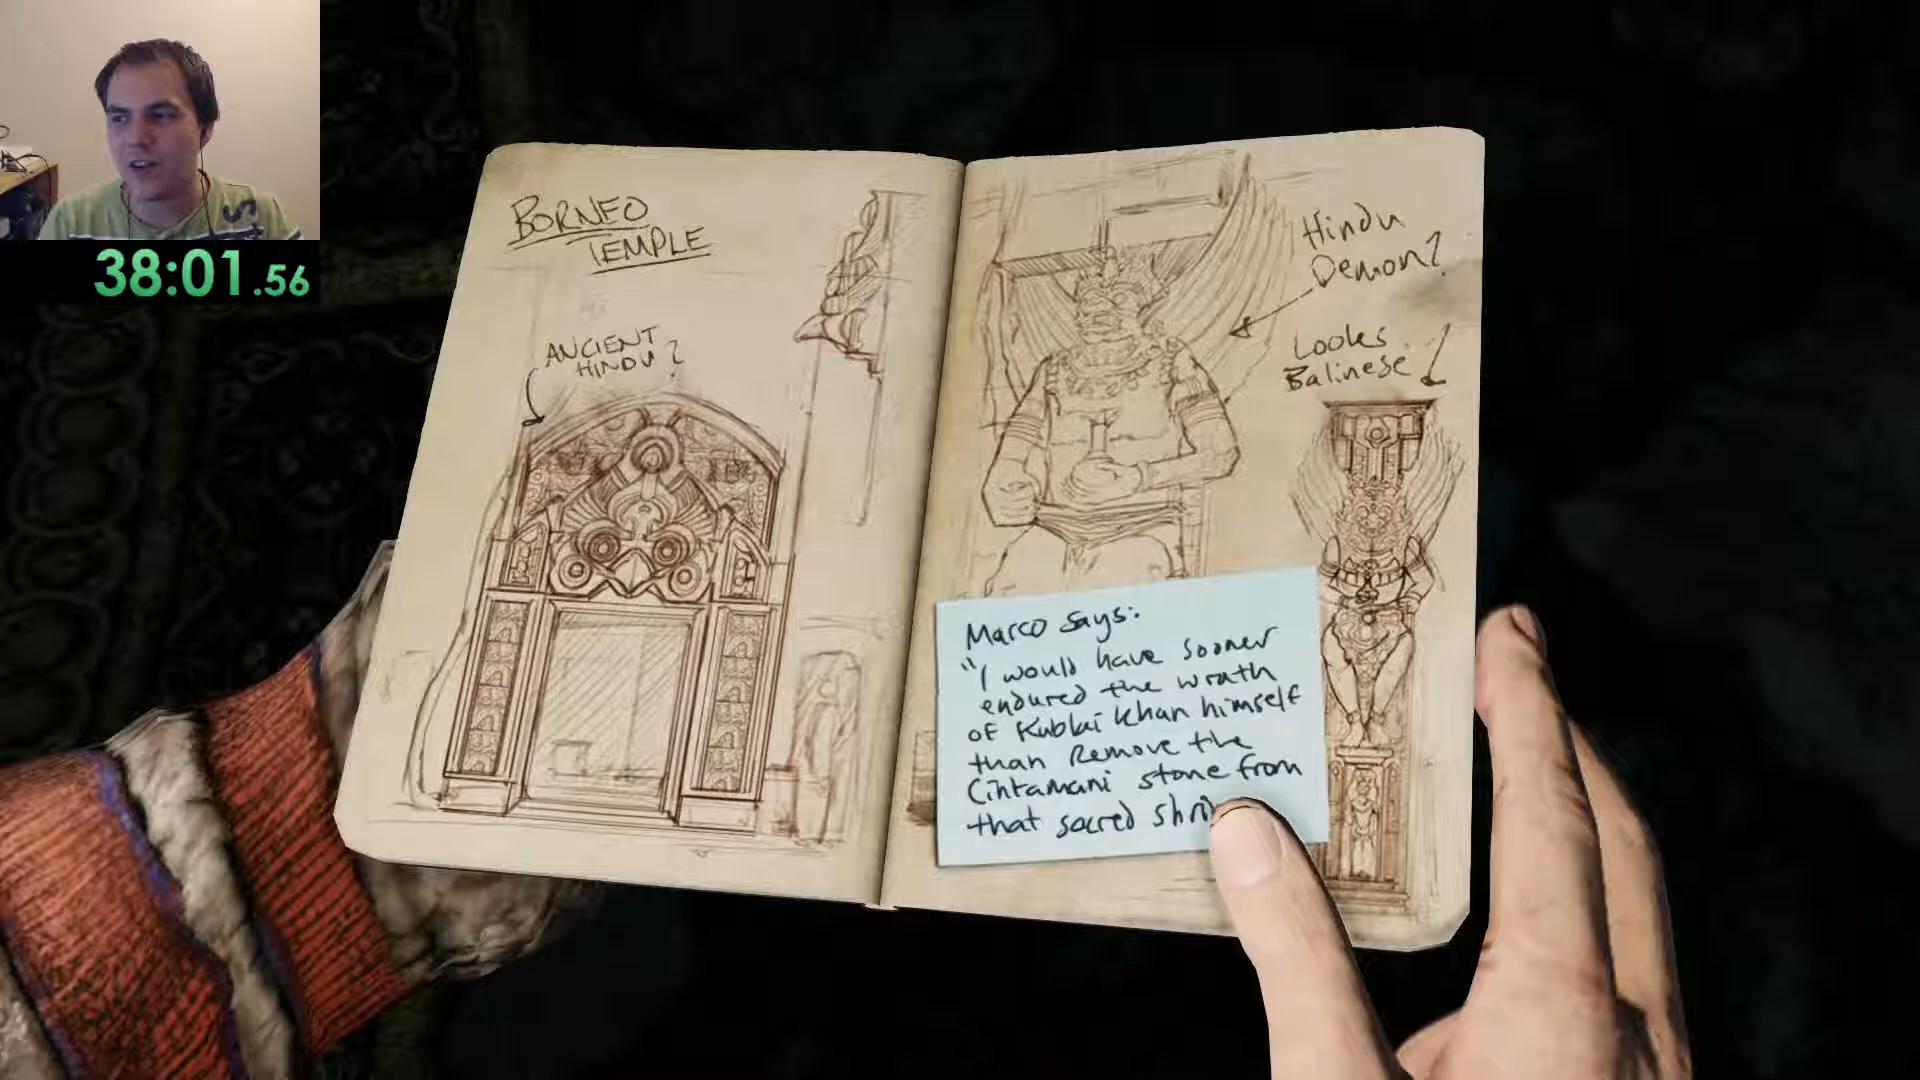 38:01.56
BORNEO
TEMPLE
ANCIENT
HINDU?
Hindu
Demon?
Looks
Balinese
Marco says:
"I would have sooner
endured the wrath
of Kublai Khan himself
than Remove the
Cintamani stone from
that sacred shri